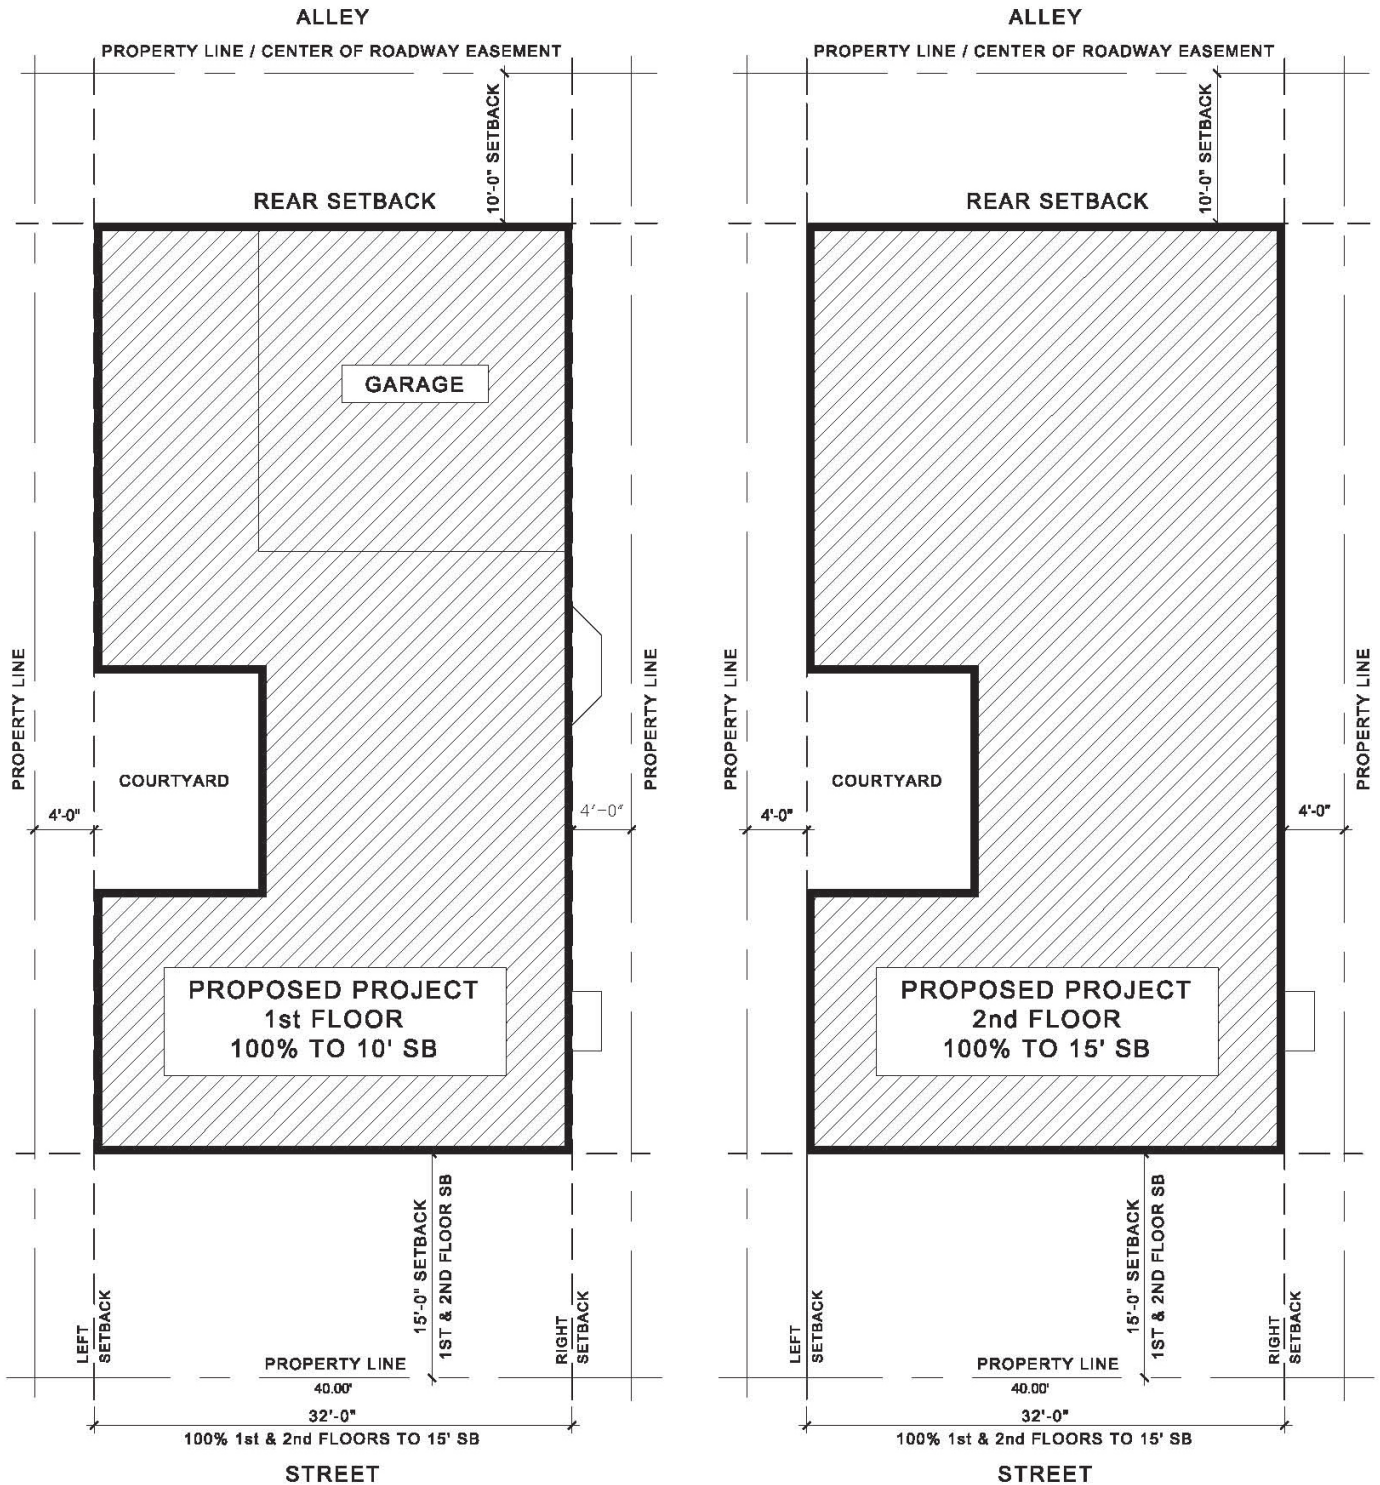 ALLEY
PROPERTY LINE / CENTER OF ROADWAY EASEMENT
10'-0" SETBACK
REAR SETBACK
GARAGE
PROPERTY LINE
PROPERTY LINE
COURTYARD
4'-0"
4'-0"
PROPOSED PROJECT
1st FLOOR
100% TO 10' SB
15'-0" SETBACK
1ST & 2ND FLOOR SB
LEFT
SETBACK
RIGHT
SETBACK
PROPERTY LINE
40.00'
32'-0"
100% 1st & 2nd FLOORS TO 15' SB
STREET
ALLEY
PROPERTY LINE / CENTER OF ROADWAY EASEMENT
10'-0" SETBACK
REAR SETBACK
PROPERTY LINE
PROPERTY LINE
COURTYARD
4'-0"
4'-0"
PROPOSED PROJECT
2nd FLOOR
100% TO 15' SB
15'-0" SETBACK
1ST & 2ND FLOOR SB
LEFT
SETBACK
RIGHT
SETBACK
PROPERTY LINE
40.00'
32'-0"
100% 1st & 2nd FLOORS TO 15' SB
STREET